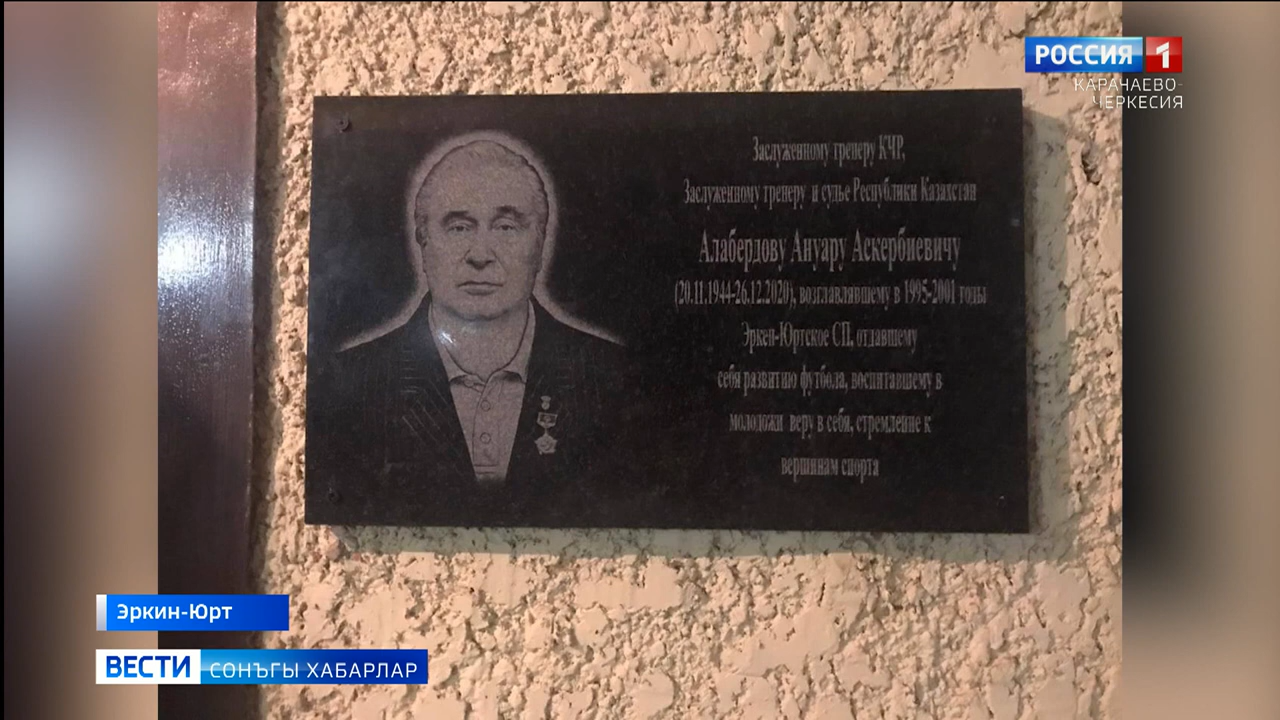 РОССИЯ 1
КАРАЧАЕВО-
ЧЕРКЕСИЯ
Заслуженному тренеру КЧР,
Заслуженному тренеру и судье Республики Казахстан
Алабердову Ануару Аскербиевичу
(20.11.1944-26.12.2020), возглавлявшему в 1995-2001 годы
Эркен-Юртское СП, отдавшему
себя развитию футбола, воспитавшему в
молодожи веру в себя, стремление к
вершинам спорта
Эркин-Юрт
ВЕСТИ СОНЪГЫ ХАБАРЛАР